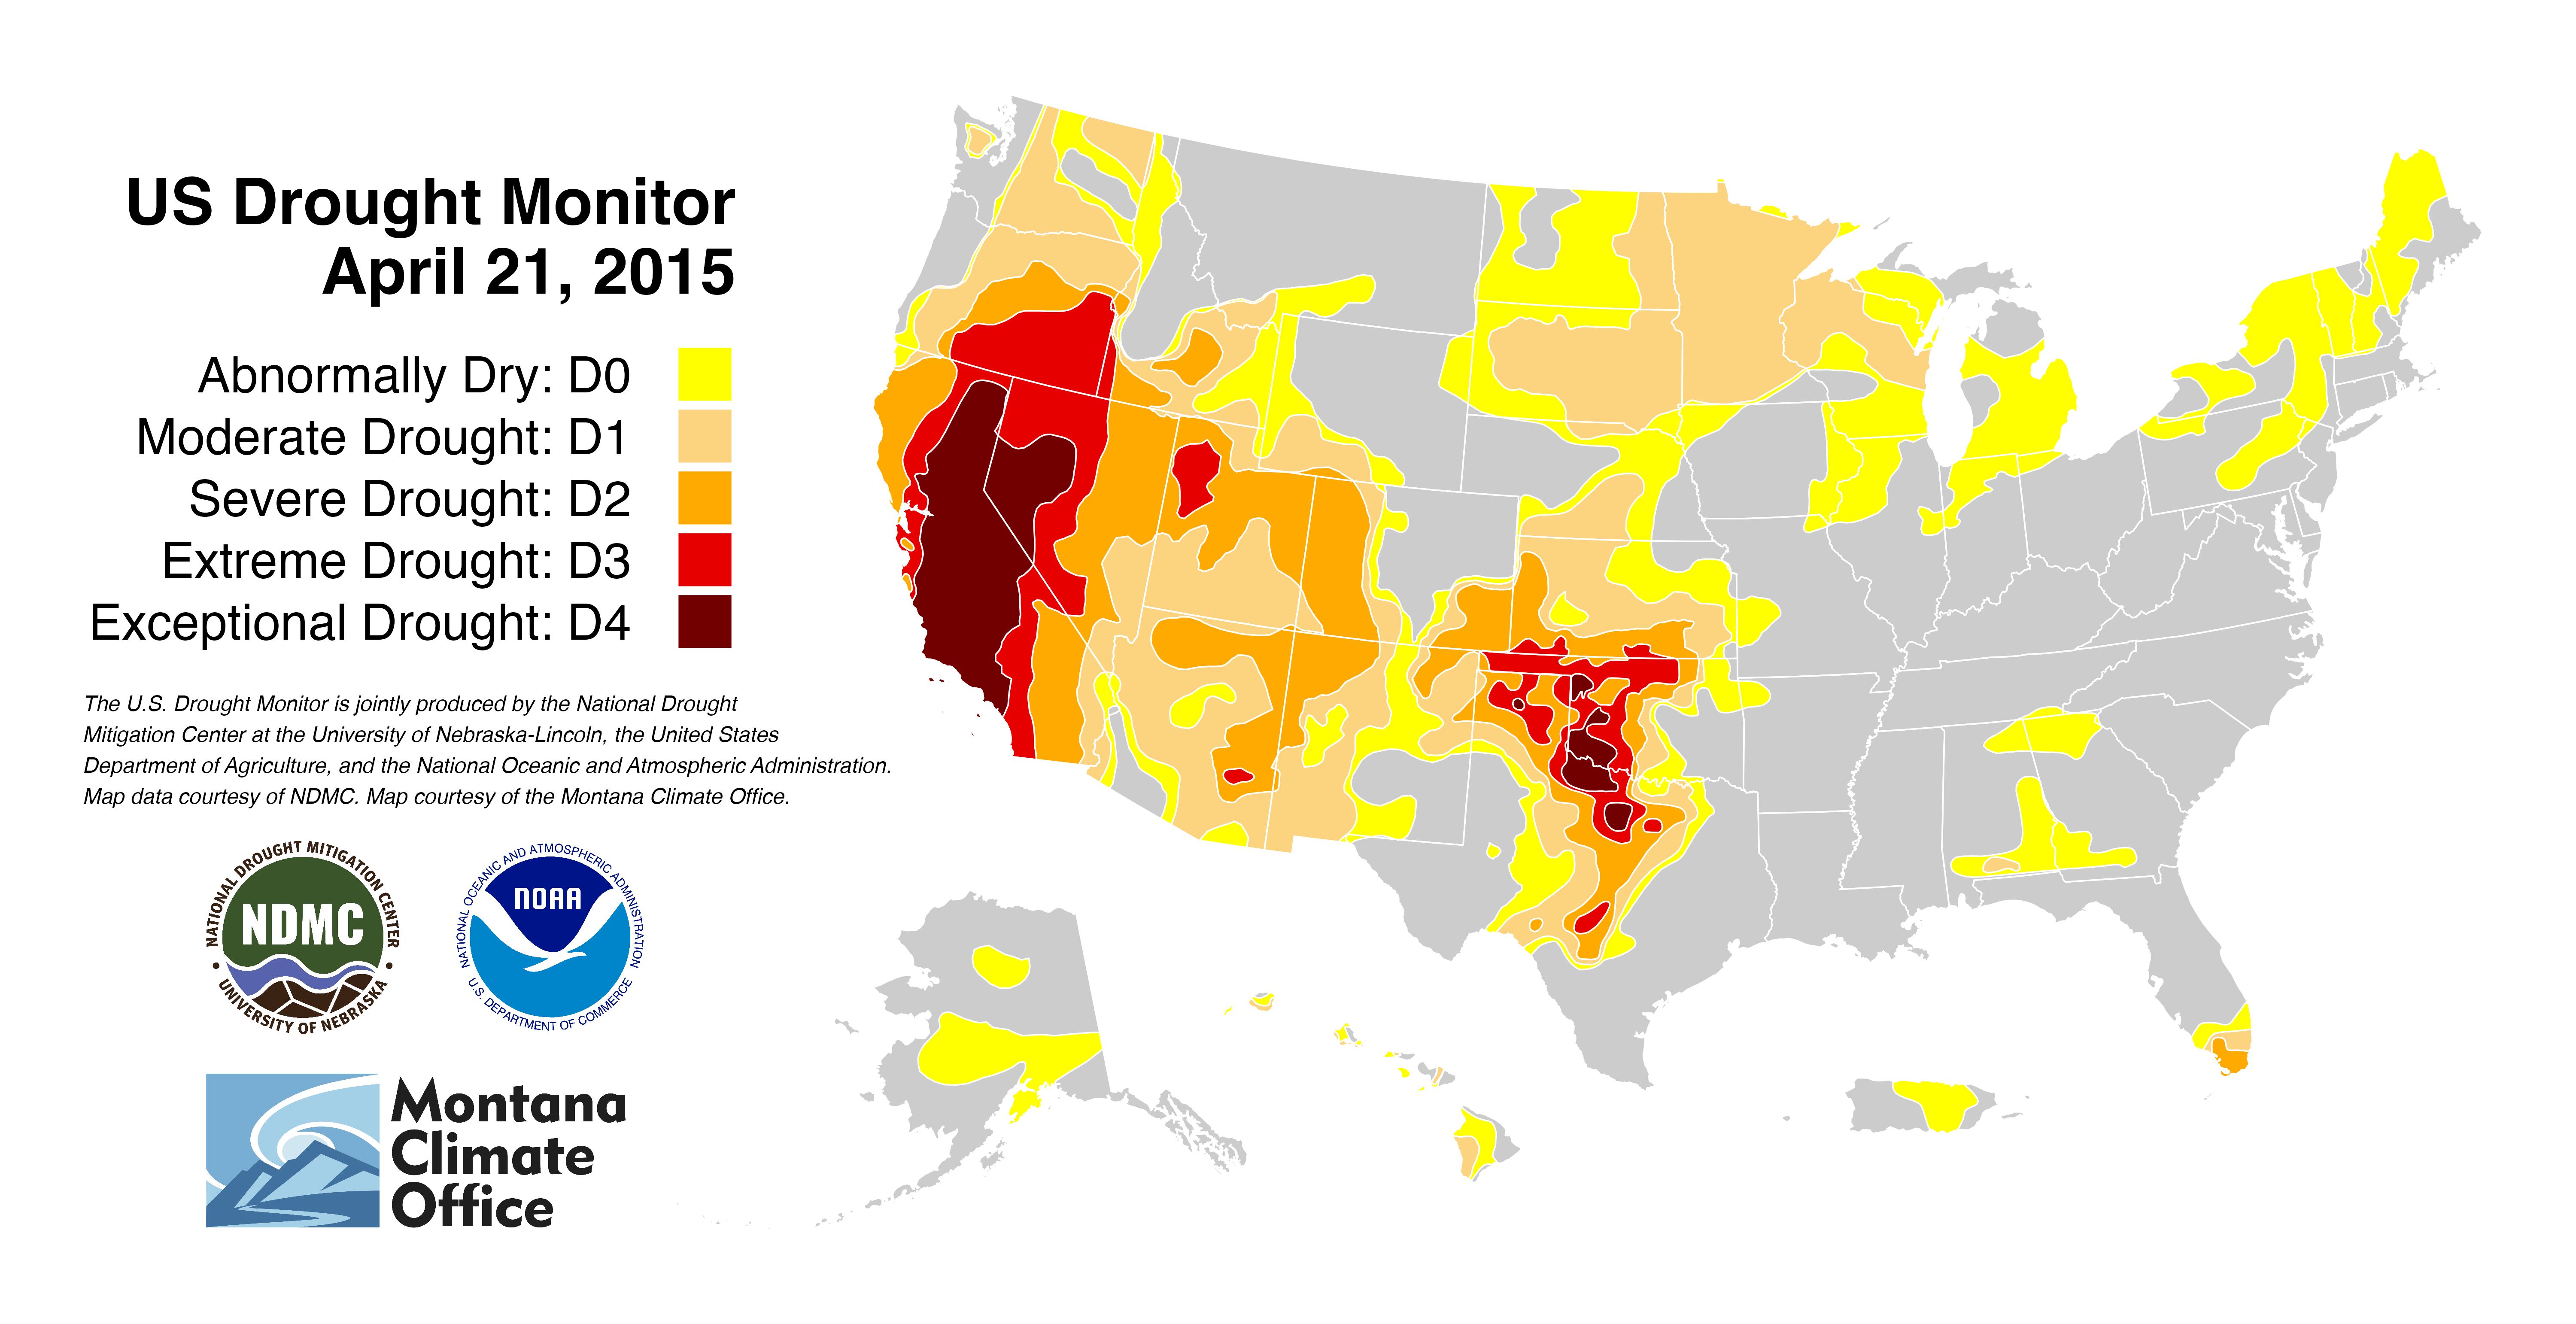 US Drought Monitor
April 21, 2015
Abnormally Dry: D0
Moderate Drought: D1
Severe Drought: D2
Extreme Drought: D3
Exceptional Drought: D4
The U.S. Drought Monitor is jointly produced by the National Drought
Mitigation Center at the University of Nebraska-Lincoln, the United States
Department of Agriculture, and the National Oceanic and Atmospheric Administration.
Map data courtesy of NDMC. Map courtesy of the Montana Climate Office.
NATIONAL DROUGHT MITIGATION CENTER
NDMC
• UNIVERSITY OF NEBRASKA •
NATIONAL OCEANIC AND ATMOSPHERIC ADMINISTRATION
NOAA
U.S. DEPARTMENT OF COMMERCE
Montana
Climate
Office